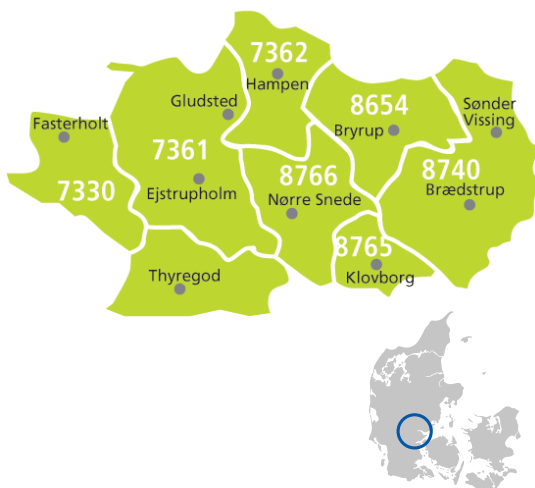 7362
Hampen
Gludsted
8654
Bryrup
Sønder
Vissing
Fasterholt
7361
Ejstrupholm
7330
8766
Nørre Snede
8740
Brædstrup
8765
Klovborg
Thyregod